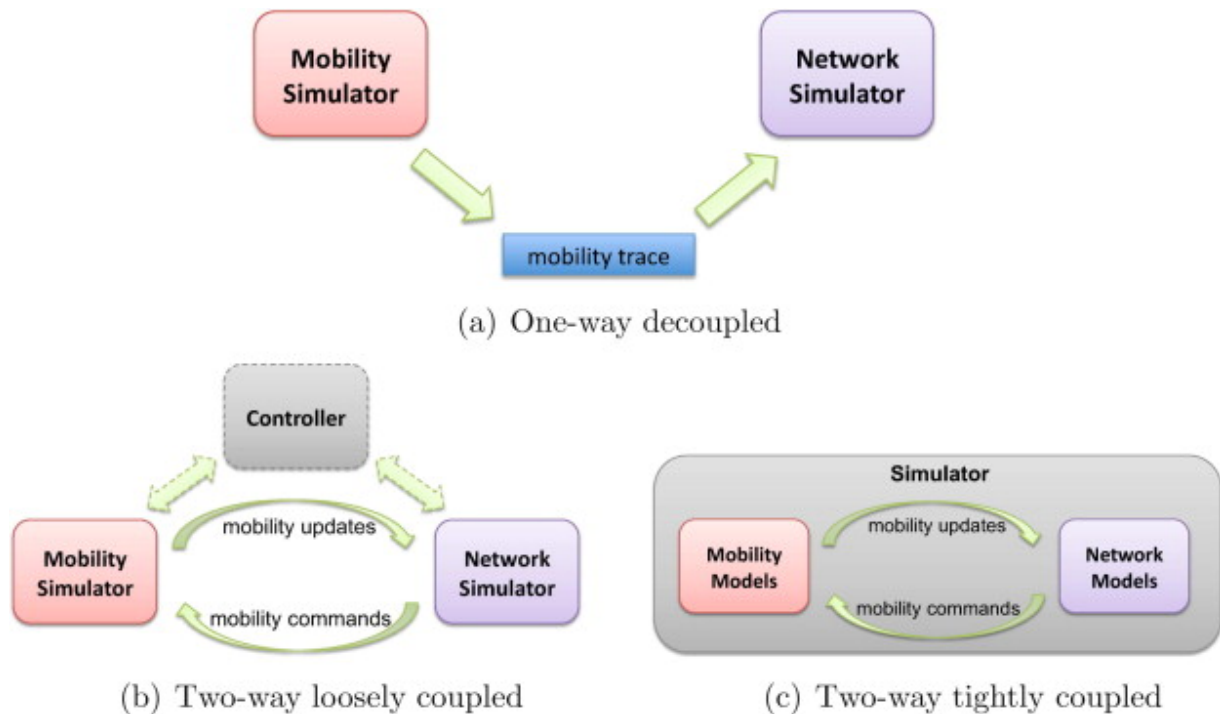 Mobility
Simulator
Network
Simulator
mobility trace
(a) One-way decoupled
Controller
mobility updates
Mobility
Simulator
Network
Simulator
mobility commands
(b) Two-way loosely coupled
Simulator
mobility updates
Mobility
Models
Network
Models
mobility commands
(c) Two-way tightly coupled